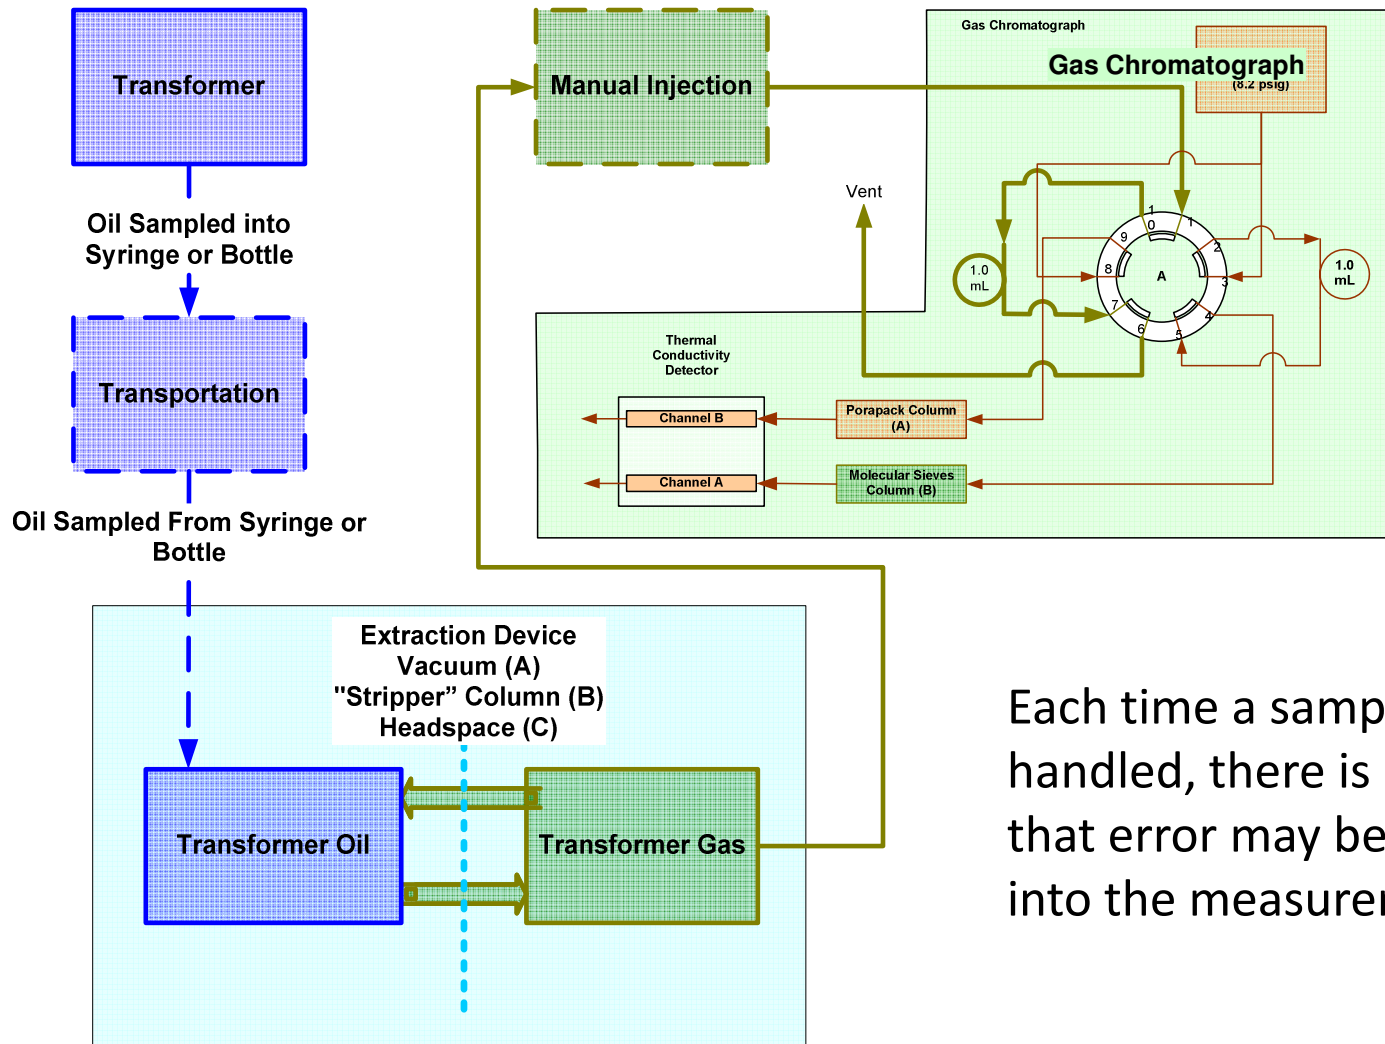 Transformer
Oil Sampled into
Syringe or Bottle
Transportation
Oil Sampled From Syringe or
Bottle
Extraction Device
Vacuum (A)
"Stripper” Column (B)
Headspace (C)
Transformer Oil
Transformer Gas
Manual Injection
Gas Chromatograph
Gas Chromatograph
(8.2 psig)
Vent
1
0
1
2
3
4
5
6
7
8
9
A
1.0
mL
1.0
mL
Thermal
Conductivity
Detector
Channel B
Channel A
Porapack Column
(A)
Molecular Sieves
Column (B)
Each time a samp
handled, there is
that error may be
into the measurer